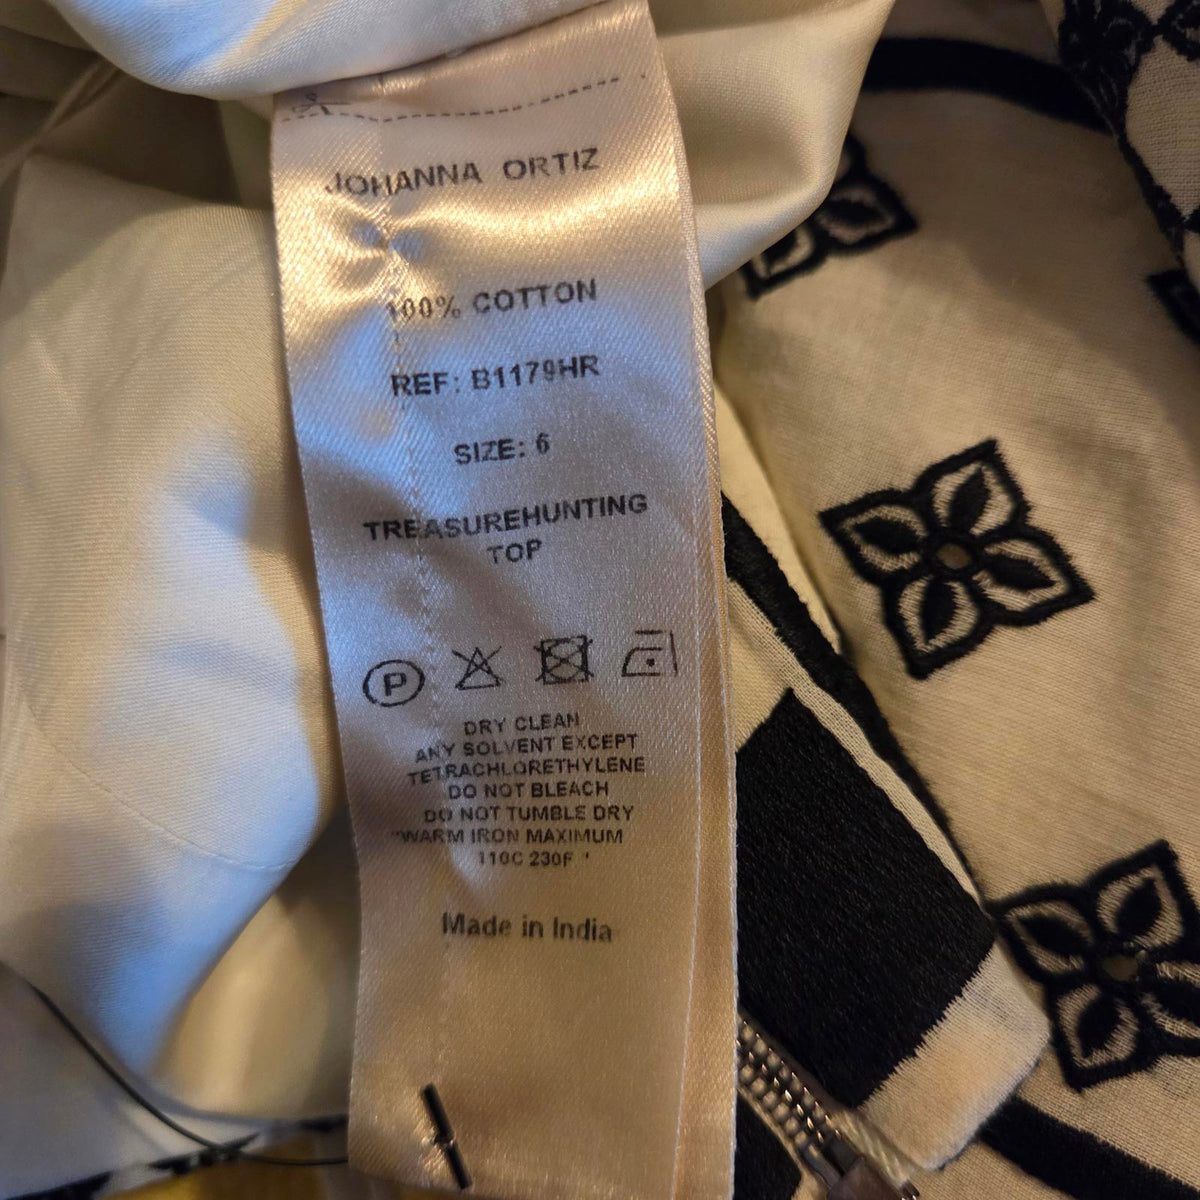 JOHANNA ORTIZ
100% COTTON
REF: B1179HR
SIZE: 6
TREASUREHUNTING
TOP
P
DRY CLEAN
ANY SOLVENT EXCEPT
TETRACHLORETHYLENE
DO NOT BLEACH
DO NOT TUMBLE DRY
"WARM IRON MAXIMUM
110C 230F "
Made in India